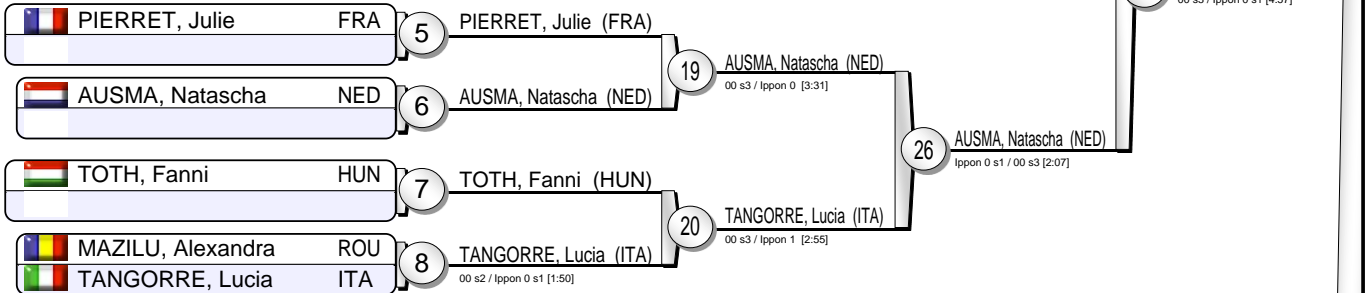 PIERRET, Julie FRA
5
PIERRET, Julie (FRA)
19
AUSMA, Natascha (NED)
00 s3 / Ippon 0 [3:31]
AUSMA, Natascha NED
6
AUSMA, Natascha (NED)
26
AUSMA, Natascha (NED)
Ippon 0 s1 / 00 s3 [2:07]
TOTH, Fanni HUN
7
TOTH, Fanni (HUN)
20
TANGORRE, Lucia (ITA)
00 s3 / Ippon 1 [2:55]
MAZILU, Alexandra ROU
TANGORRE, Lucia ITA
8
TANGORRE, Lucia (ITA)
00 s2 / Ippon 0 s1 [1:50]